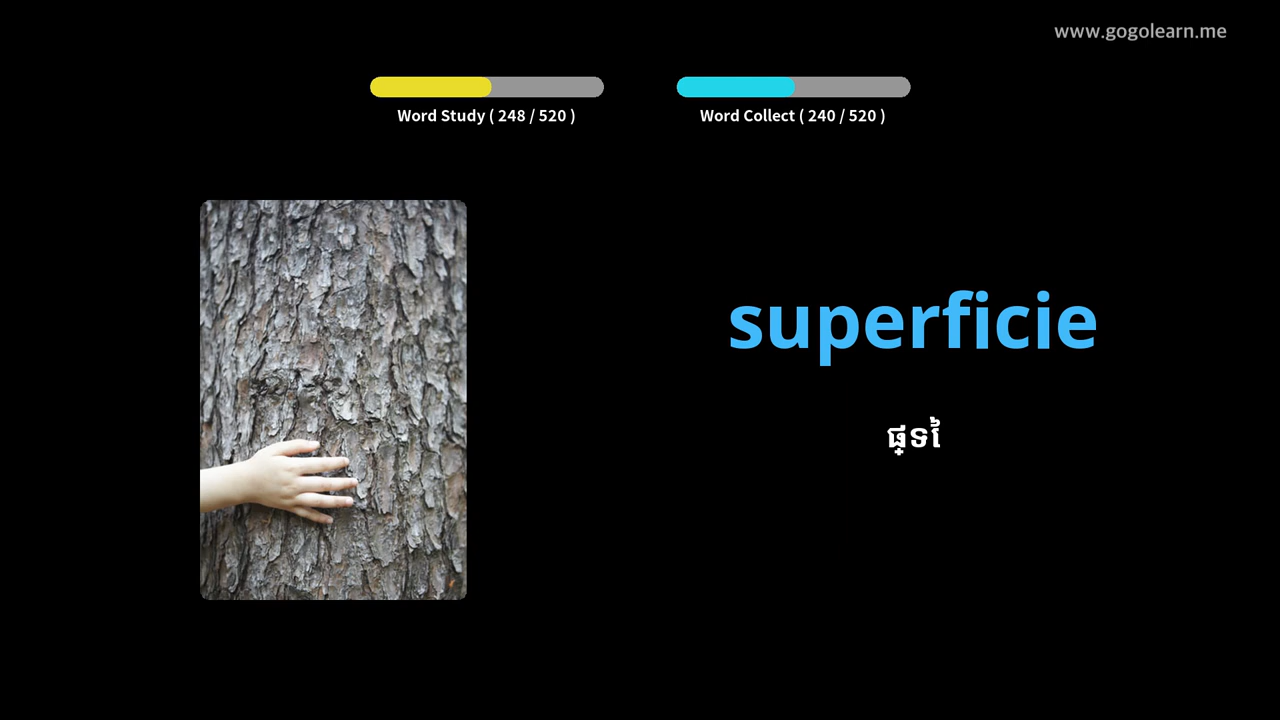 www.gogolearn.me
Word Study ( 248 / 520 )
Word Collect ( 240 / 520 )
superficie
ផ្ទៃ